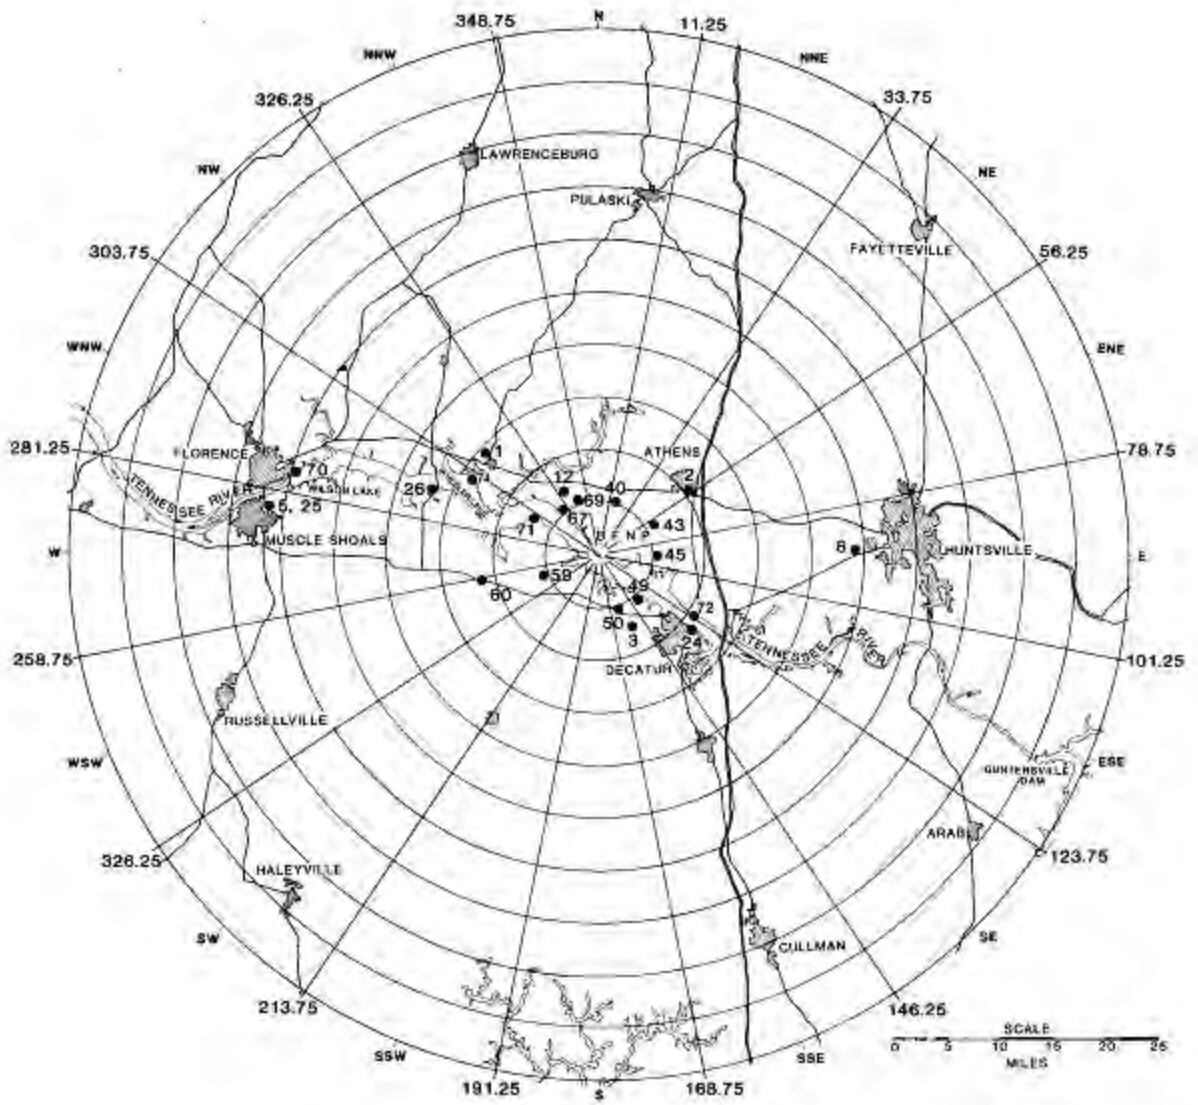 N
348.75
11.25
NNW
NNE
326.25
33.75
LAWRENCEBURG
NW
NE
PULASKI
FAYETTEVILLE
303.75
56.25
WNW
ENE
281.25
78.75
FLORENCE
1
ATHENS
70
74
2
WILSON LAKE
26
12
40
TENNESSEE RIVER
69
5, 25
67
71
43
MUSCLE SHOALS
BFNP
W
45
6
HUNTSVILLE
E
59
60
49
72
50
3
24
TENNESSEE RIVER
258.75
DECATUR
101.25
RUSSELLVILLE
WSW
GUNTERSVILLE
DAM
ESE
ARAB
326.25
123.75
HALEYVILLE
SW
SE
CULLMAN
213.75
146.25
SSW
SSE
SCALE
0 5 10 15 20 25
MILES
191.25
168.75
S